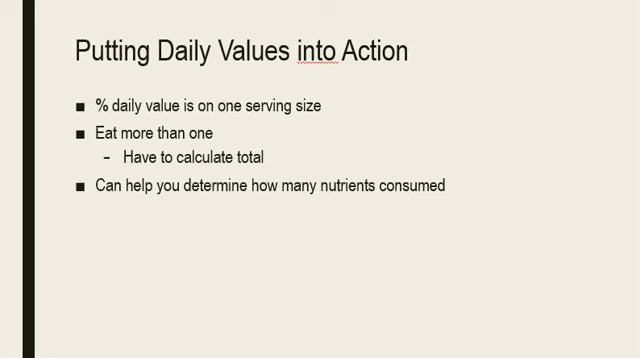 Putting Daily Values into Action
■ % daily value is on one serving size
■ Eat more than one
– Have to calculate total
■ Can help you determine how many nutrients consumed